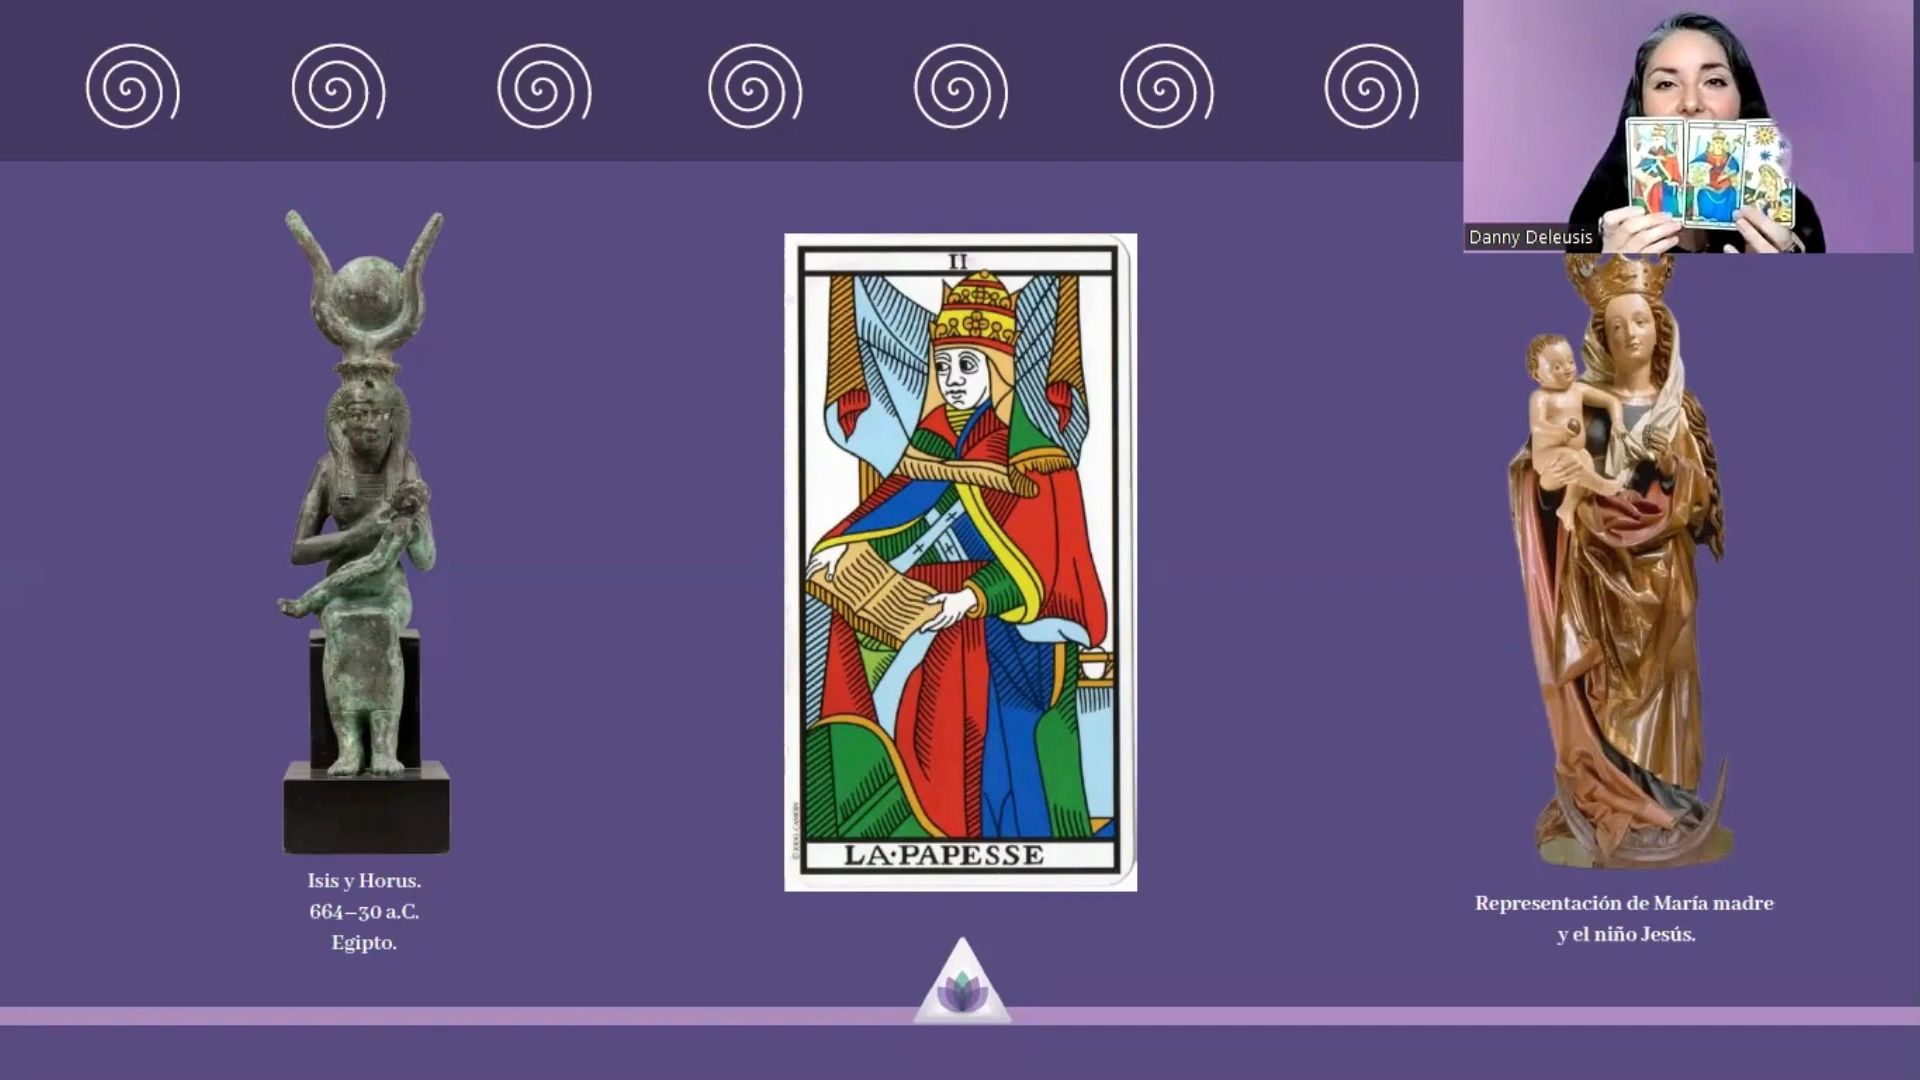 Danny Deleusis
II
LA·PAPESSE
Isis y Horus.
664–30 a.C.
Egipto.
Representación de María madre
y el niño Jesús.